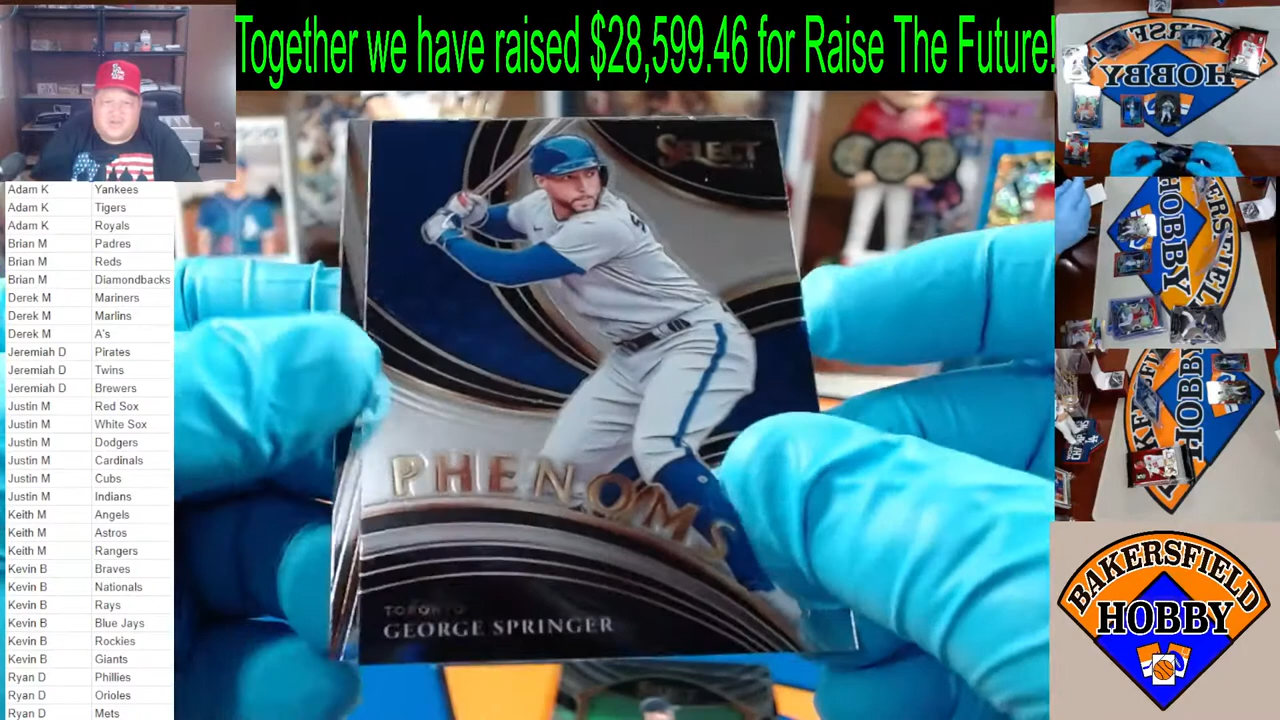 Together we have raised $28,599.46 for Raise The Future!
Adam K Yankees
Adam K Tigers
Adam K Royals
Brian M Padres
Brian M Reds
Brian M Diamondbacks
Derek M Mariners
Derek M Marlins
Derek M A's
Jeremiah D Pirates
Jeremiah D Twins
Jeremiah D Brewers
Justin M Red Sox
Justin M White Sox
Justin M Dodgers
Justin M Cardinals
Justin M Cubs
Justin M Indians
Keith M Angels
Keith M Astros
Keith M Rangers
Kevin B Braves
Kevin B Nationals
Kevin B Rays
Kevin B Blue Jays
Kevin B Rockies
Kevin B Giants
Ryan D Phillies
Ryan D Orioles
Ryan D Mets
SELECT
PHENOMS
TORONTO
GEORGE SPRINGER
HOBBY
HOBBY
HOBBY
BAKERSFIELD
HOBBY